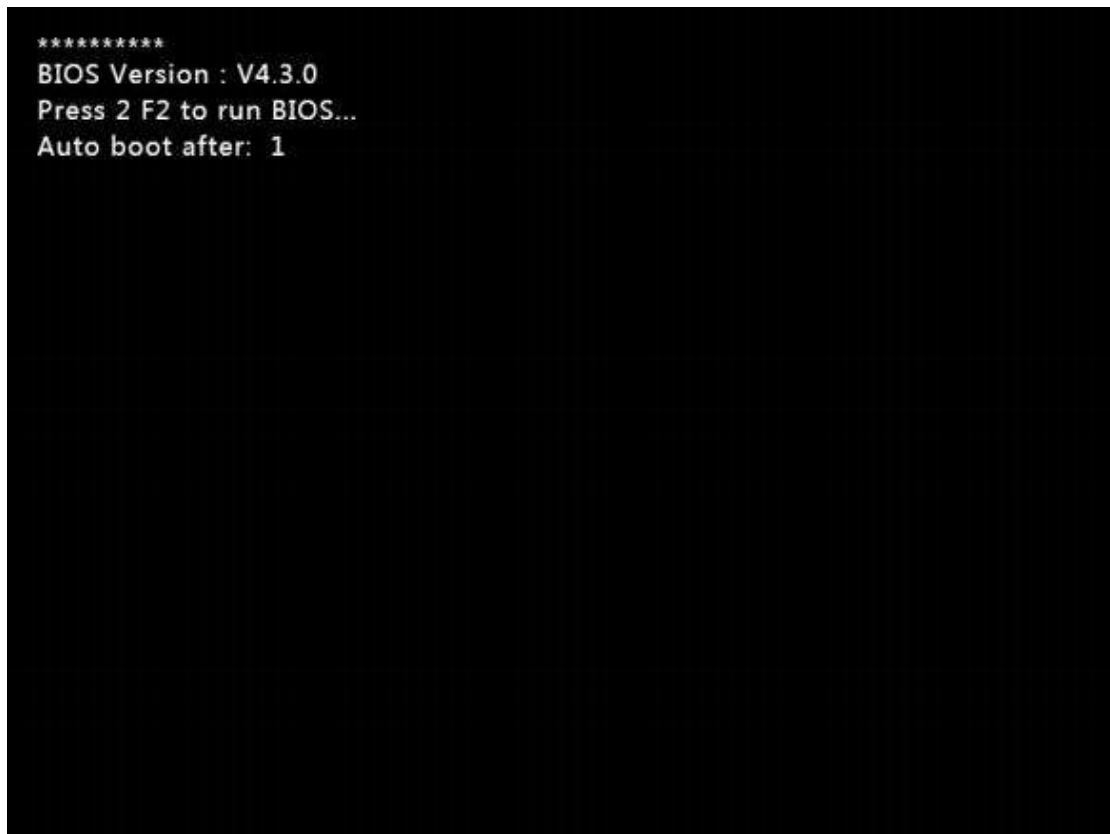 **********
BIOS Version : V4.3.0
Press 2 F2 to run BIOS...
Auto boot after:  1